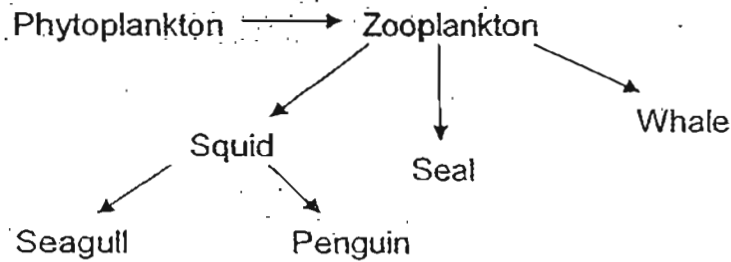 Phytoplankton Zooplankton
Whale
Squid
Seal
Seagull Penguin